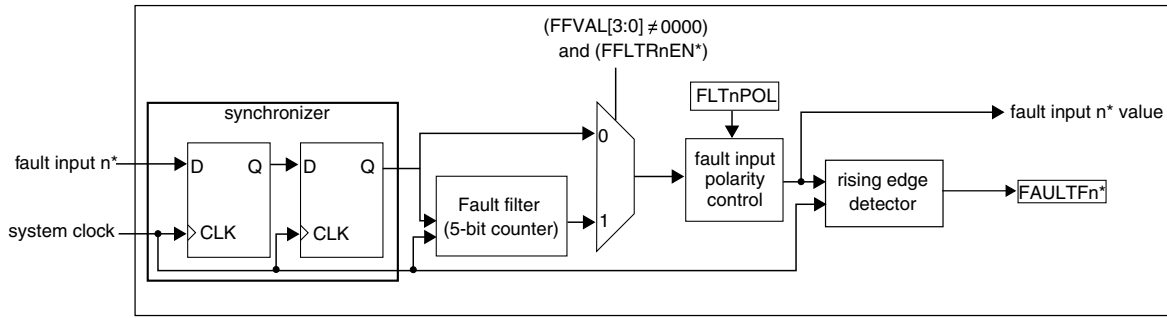 (FFVAL[3:0] ≠ 0000)
and (FFLTRnEN*)
synchronizer
FLTnPOL
fault input n* value
fault input n*
D
Q
D
Q
0
fault input
polarity
control
rising edge
detector
FAULTFn*
Fault filter
(5-bit counter)
1
system clock
CLK
CLK